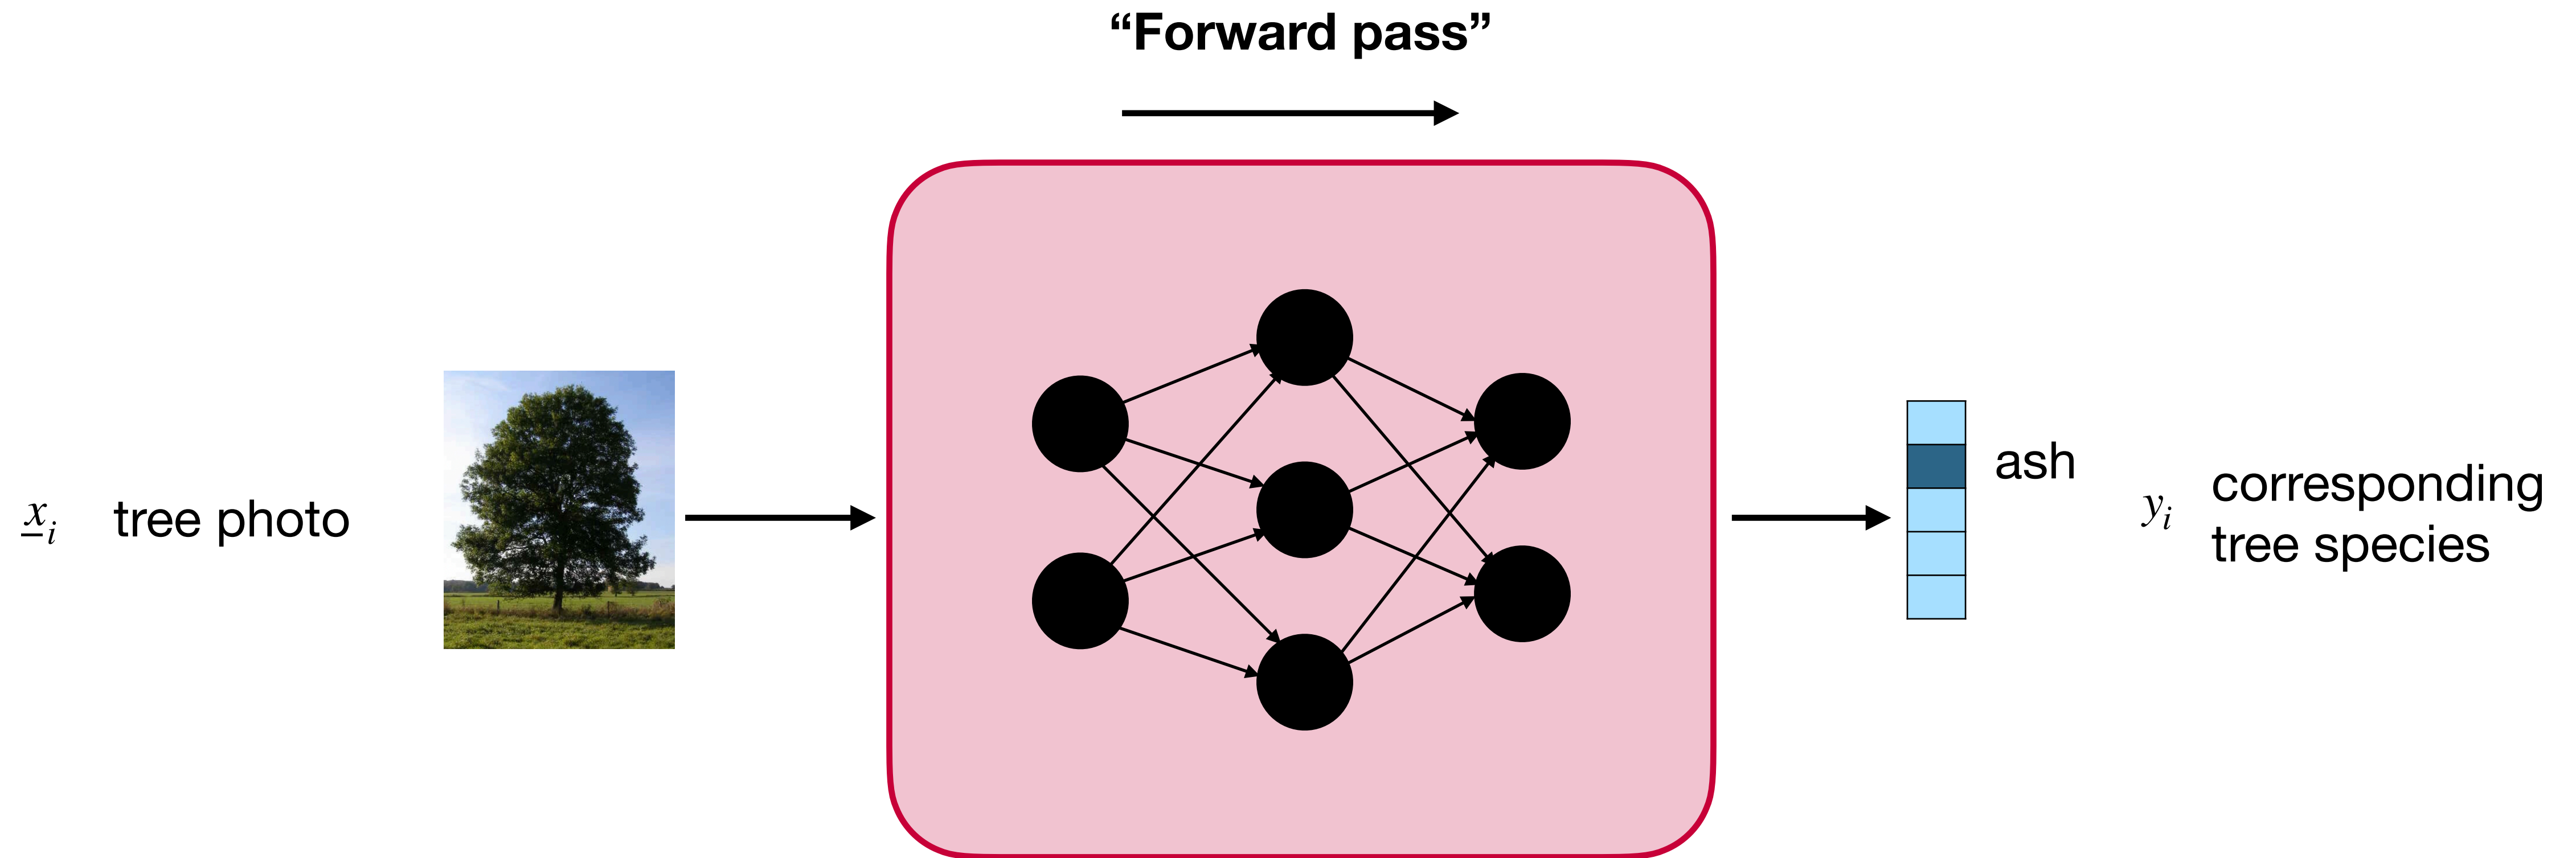 “Forward pass”
x_i tree photo
ash
y_i corresponding
tree species